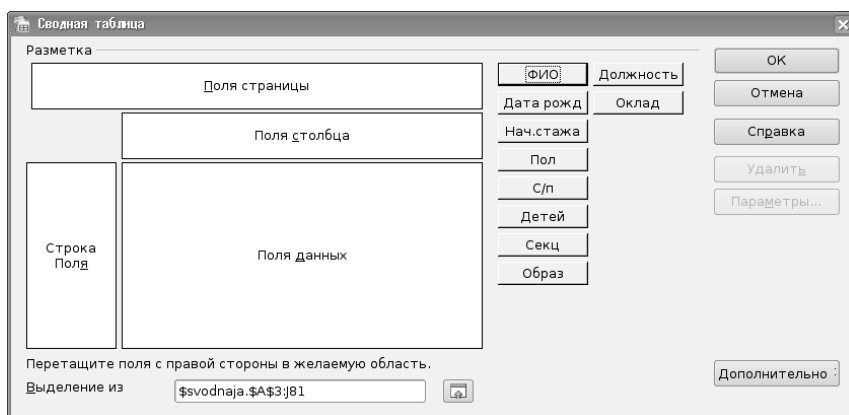 Сводная таблица
Разметка
Поля страницы
Поля столбца
Строка
Поля
Поля данных
ФИО
Должность
Дата рожд
Оклад
Нач.стажа
Пол
С/п
Детей
Секц
Образ
OK
Отмена
Справка
Удалить
Параметры...
Дополнительно
Перетащите поля с правой стороны в желаемую область.
Выделение из
$svodnaja.$A$3:J81